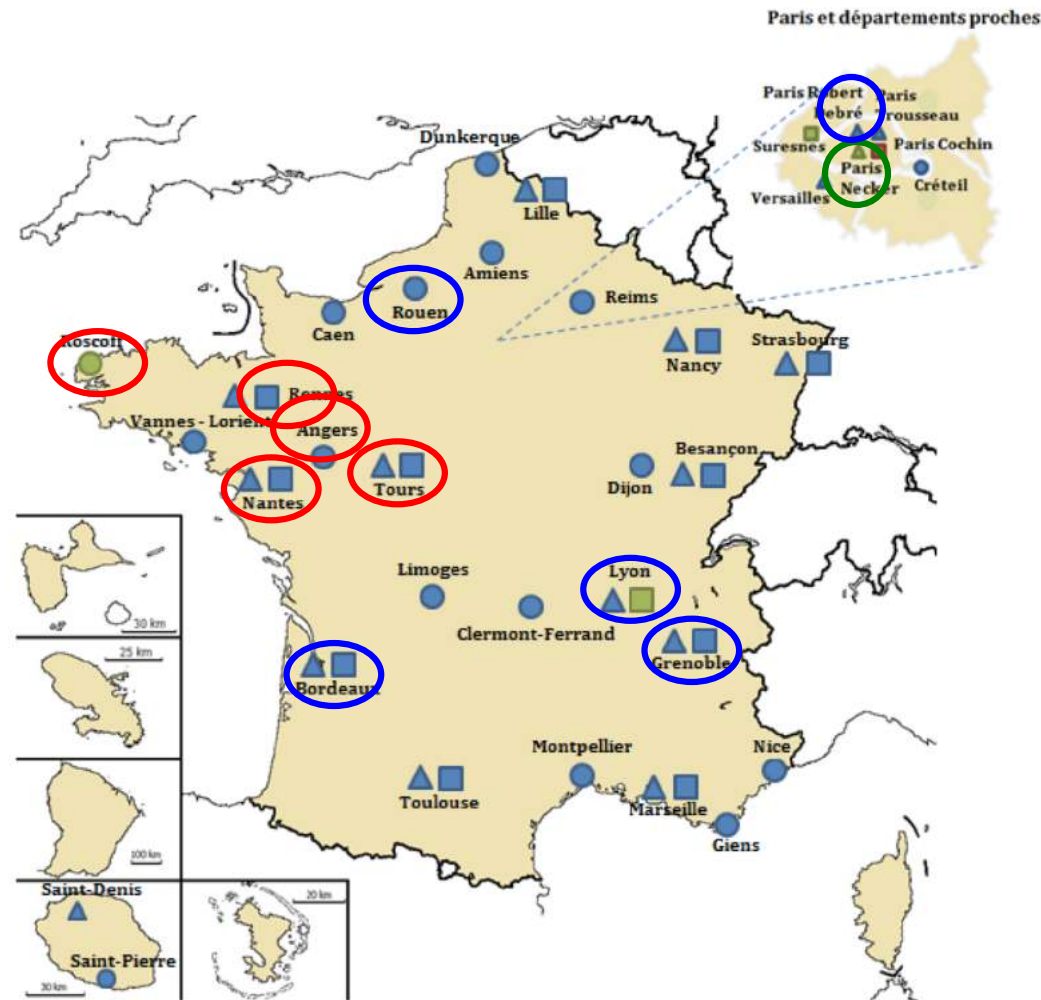 Paris et départements proches
Paris Robert
Debré
Paris
Trousseau
Suresnes
Paris Cochin
Paris
Necker
Créteil
Versailles
Dunkerque
Lille
Amiens
Rouen
Reims
Caen
Roscoff
Nancy
Strasbourg
Rennes
Vannes - Lorient
Angers
Nantes
Tours
Dijon
Besançon
Limoges
Lyon
Clermont-Ferrand
Grenoble
Bordeaux
Montpellier
Nice
Toulouse
Marseille
Giens
30 km
25 km
100 km
Saint-Denis
Saint-Pierre
30 km
20 km